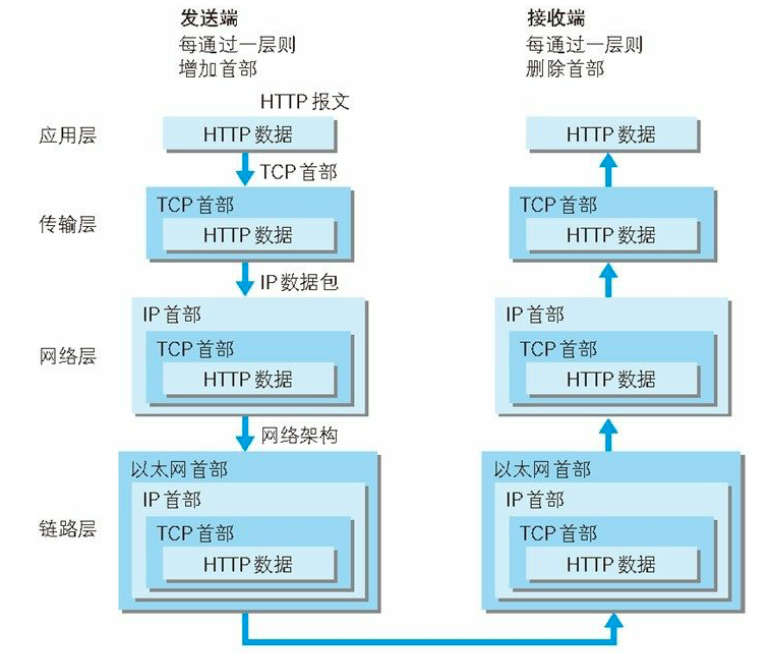 发送端
每通过一层则
增加首部
接收端
每通过一层则
删除首部
HTTP 报文
应用层
HTTP 数据
HTTP 数据
TCP 首部
传输层
TCP 首部
HTTP 数据
TCP 首部
HTTP 数据
IP 数据包
网络层
IP 首部
TCP 首部
HTTP 数据
IP 首部
TCP 首部
HTTP 数据
网络架构
链路层
以太网首部
IP 首部
TCP 首部
HTTP 数据
以太网首部
IP 首部
TCP 首部
HTTP 数据